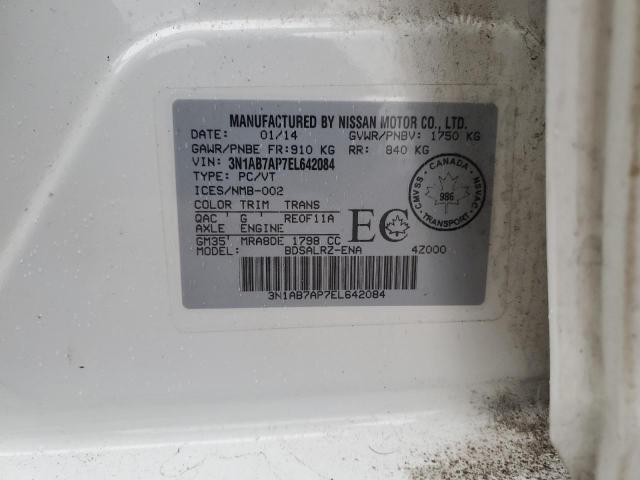 MANUFACTURED BY NISSAN MOTOR CO., LTD.
DATE: 01/14 GVWR/PNBV: 1750 KG
GAWR/PNBE FR: 910 KG RR: 840 KG
VIN: 3N1AB7AP7EL642084
TYPE: PC/VT
ICES/NMB-002
COLOR TRIM TRANS
QAC' G ' RE0F11A
AXLE ENGINE
GM35' MRA8DE 1798 CC
MODEL: BDSALRZ-ENA 4Z000
EC
CMVSS - CANADA - NSVAC
986
TRANSPORT
3N1AB7AP7EL642084